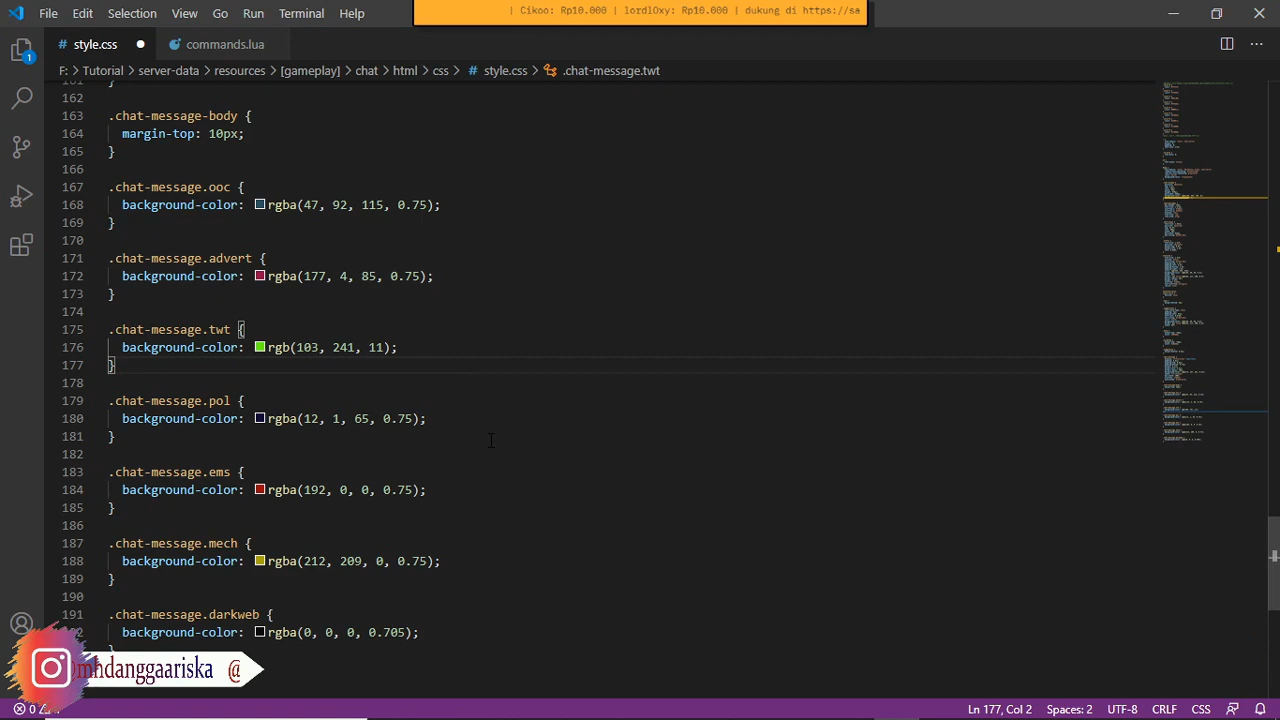 File Edit Selection View Go Run Terminal Help
| Cikoo: Rp10.000 | lordlOxy: Rp10.000 | dukung di https://sa
style.css commands.lua
F: > Tutorial > server-data > resources > [gameplay] > chat > html > css > style.css > .chat-message.twt
1
161 }
162
163 .chat-message-body {
164 margin-top: 10px;
165 }
166
167 .chat-message.ooc {
168 background-color: rgba(47, 92, 115, 0.75);
169 }
170
171 .chat-message.advert {
172 background-color: rgba(177, 4, 85, 0.75);
173 }
174
175 .chat-message.twt {
176 background-color: rgb(103, 241, 11);
177 }
178
179 .chat-message.pol {
180 background-color: rgba(12, 1, 65, 0.75);
181 }
182
183 .chat-message.ems {
184 background-color: rgba(192, 0, 0, 0.75);
185 }
186
187 .chat-message.mech {
188 background-color: rgba(212, 209, 0, 0.75);
189 }
190
191 .chat-message.darkweb {
192 background-color: rgba(0, 0, 0, 0.705);
@mhdanggaariska @
0 Ln 177, Col 2 Spaces: 2 UTF-8 CRLF CSS